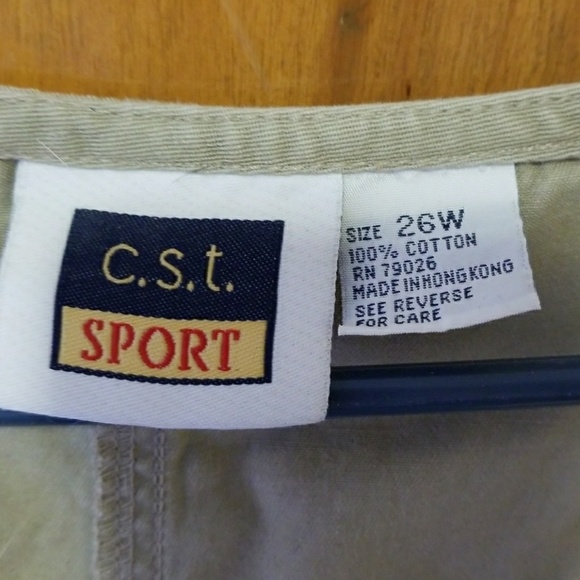 c.s.t.
SPORT
SIZE 26W
100% COTTON
RN 79026
MADE IN HONG KONG
SEE REVERSE
FOR CARE